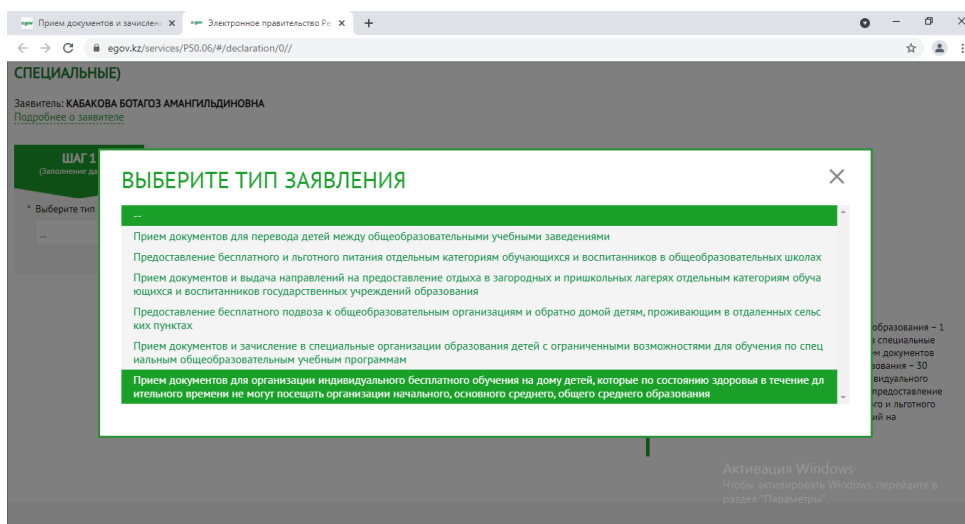 Прием документов и зачислен
Электронное правительство Ре
egov.kz/services/P50.06/#/declaration/0//
СПЕЦИАЛЬНЫЕ)
Заявитель: КАБАКОВА БОТАГОЗ АМАНГИЛЬДИНОВНА
Подробнее о заявителе
ШАГ 1
(Заполнение да
* Выберите тип
--
ВЫБЕРИТЕ ТИП ЗАЯВЛЕНИЯ
--
Прием документов для перевода детей между общеобразовательными учебными заведениями
Предоставление бесплатного и льготного питания отдельным категориям обучающихся и воспитанников в общеобразовательных школах
Прием документов и выдача направлений на предоставление отдыха в загородных и пришкольных лагерях отдельным категориям обуча
ющихся и воспитанников государственных учреждений образования
Предоставление бесплатного подвоза к общеобразовательным организациям и обратно домой детям, проживающим в отдаленных сельс
ких пунктах
Прием документов и зачисление в специальные организации образования детей с ограниченными возможностями для обучения по спец
иальным общеобразовательным учебным программам
Прием документов для организации индивидуального бесплатного обучения на дому детей, которые по состоянию здоровья в течение дл
ительного времени не могут посещать организации начального, основного среднего, общего среднего образования
образования – 1
специальные
ем документов
зования – 30
видуального
предоставление
го и льготного
ий на
Активация Windows
Чтобы активировать Windows, перейдите в
раздел "Параметры".